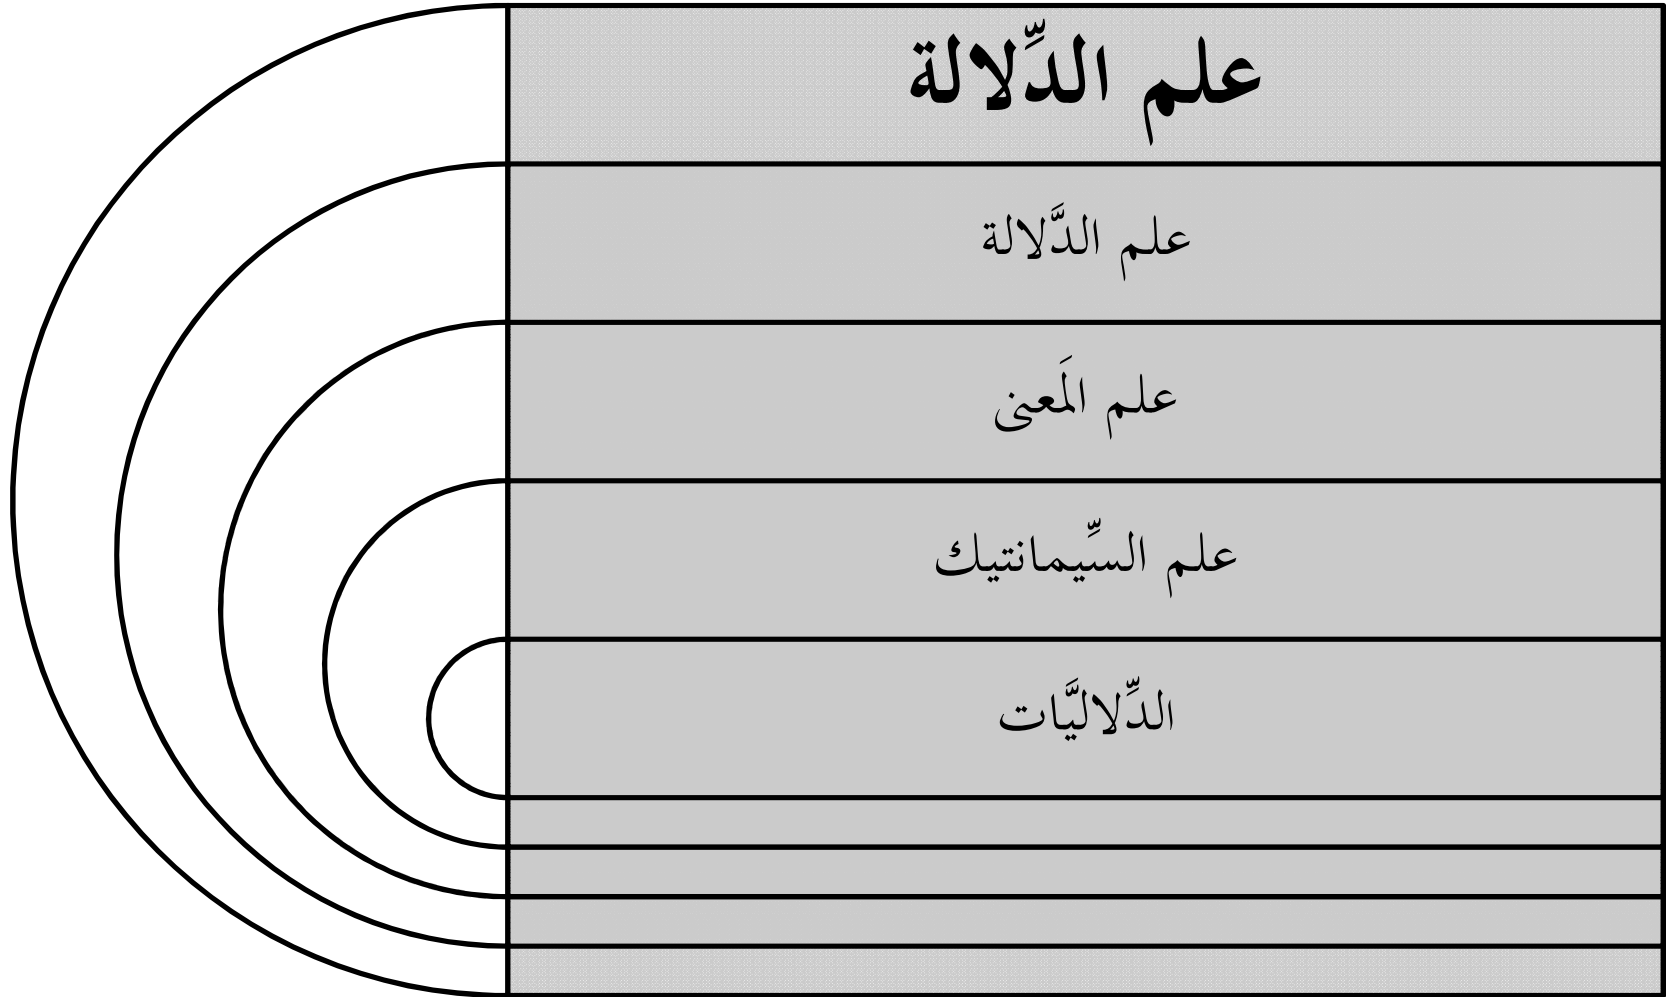 علم الدِّلالة
علم الدَّلالة
علم المَعنى
علم السِّيمانتيك
الدِّلاليَّات